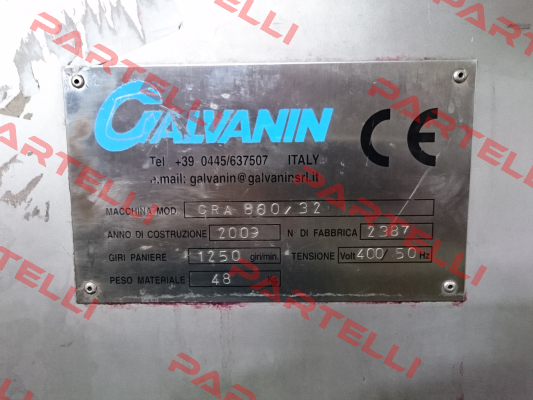 GALVANIN
CE
Tel. +39 0445/637507 ITALY
e.mail: galvanin@galvaninsrl.it
MACCHINA MOD. GRA 860/32
ANNO DI COSTRUZIONE 2009 N DI FABBRICA 2387
GIRI PANIERE 1250 giri/min. TENSIONE Volt 400/50 Hz
PESO MATERIALE 48
PARTELLI
PARTELLI
PARTELLI
PARTELLI
PARTELLI
PARTELLI